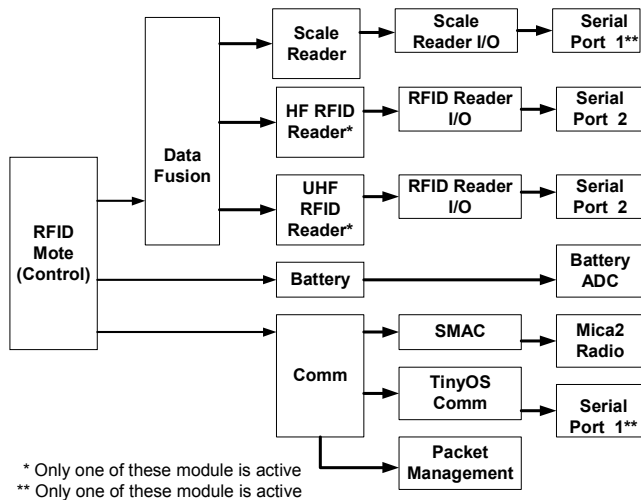 Scale
Reader
Scale
Reader I/O
Serial
Port 1**
HF RFID
Reader*
RFID Reader
I/O
Serial
Port 2
Data
Fusion
UHF
RFID
Reader*
RFID Reader
I/O
Serial
Port 2
RFID
Mote
(Control)
Battery
Battery
ADC
Comm
SMAC
Mica2
Radio
TinyOS
Comm
Serial
Port 1**
Packet
Management
* Only one of these module is active
** Only one of these module is active